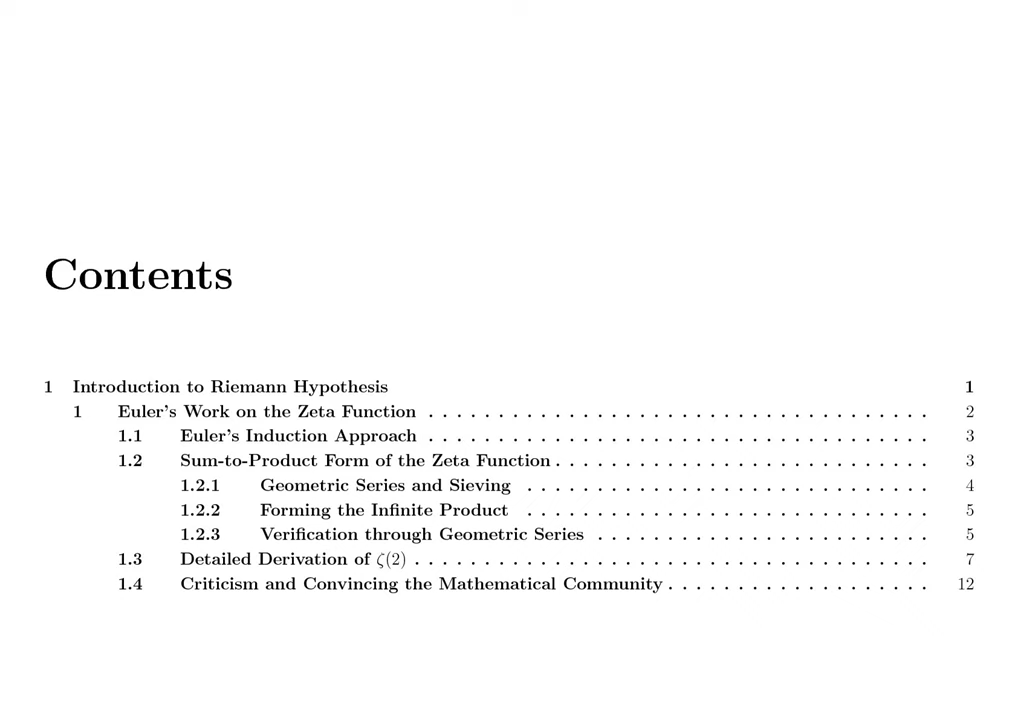 Contents
1 Introduction to Riemann Hypothesis 1
1 Euler's Work on the Zeta Function . . . . . . . . . . . . . . . . . . . . . . . . . . . . . . . . . . . . 2
1.1 Euler's Induction Approach . . . . . . . . . . . . . . . . . . . . . . . . . . . . . . . . . . . . 3
1.2 Sum-to-Product Form of the Zeta Function . . . . . . . . . . . . . . . . . . . . . . . . . . . 3
1.2.1 Geometric Series and Sieving . . . . . . . . . . . . . . . . . . . . . . . . . . . . . 4
1.2.2 Forming the Infinite Product . . . . . . . . . . . . . . . . . . . . . . . . . . . . . 5
1.2.3 Verification through Geometric Series . . . . . . . . . . . . . . . . . . . . . . . . 5
1.3 Detailed Derivation of ζ(2) . . . . . . . . . . . . . . . . . . . . . . . . . . . . . . . . . . . . . 7
1.4 Criticism and Convincing the Mathematical Community . . . . . . . . . . . . . . . . . . . 12